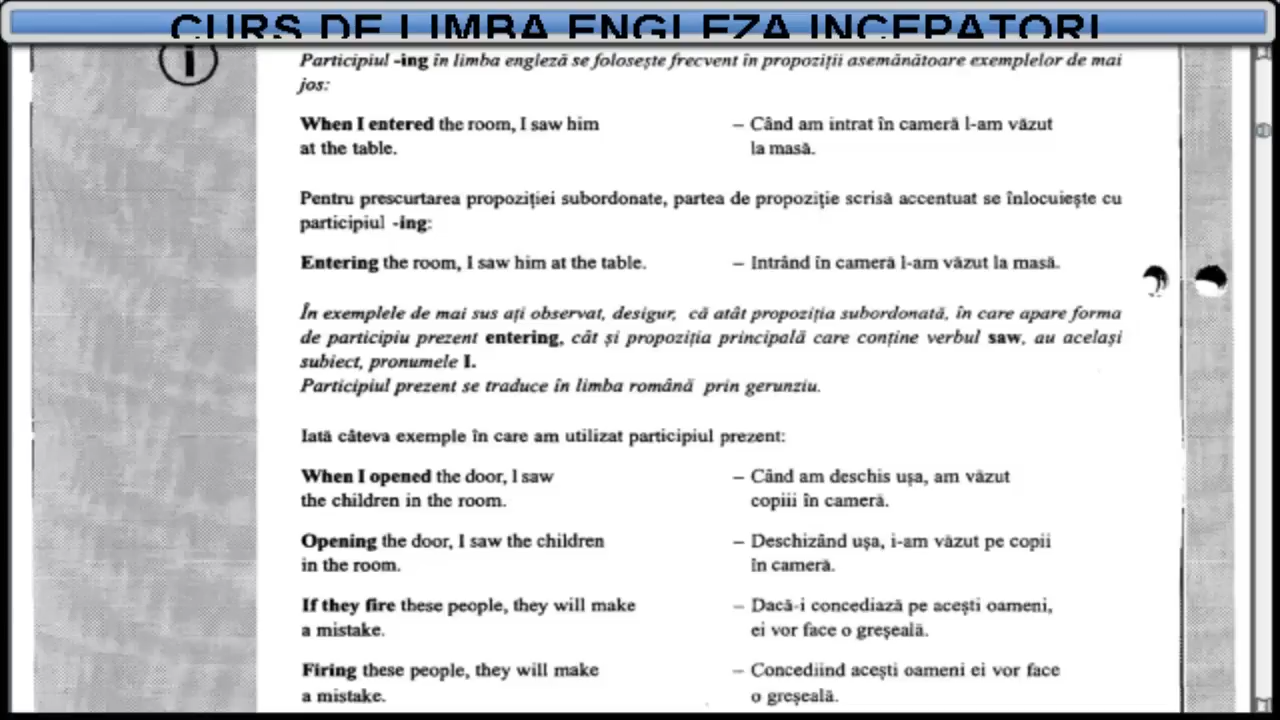 CURS DE LIMBA ENGLEZA INCEPATORI
i
Participiul -ing în limba engleză se folosește frecvent în propoziții asemănătoare exemplelor de mai
jos:
When I entered the room, I saw him – Când am intrat în cameră l-am văzut
at the table. la masă.
Pentru prescurtarea propoziției subordonate, partea de propoziție scrisă accentuat se înlocuiește cu
participiul -ing:
Entering the room, I saw him at the table. – Intrând în cameră l-am văzut la masă.
În exemplele de mai sus ați observat, desigur, că atât propoziția subordonată, în care apare forma
de participiu prezent entering, cât și propoziția principală care conține verbul saw, au același
subiect, pronumele I.
Participiul prezent se traduce în limba română prin gerunziu.
Iată câteva exemple în care am utilizat participiul prezent:
When I opened the door, I saw – Când am deschis ușa, am văzut
the children in the room. copiii în cameră.
Opening the door, I saw the children – Deschizând ușa, i-am văzut pe copii
in the room. în cameră.
If they fire these people, they will make – Dacă-i concediază pe acești oameni,
a mistake. ei vor face o greșeală.
Firing these people, they will make – Concediind acești oameni ei vor face
a mistake. o greșeală.